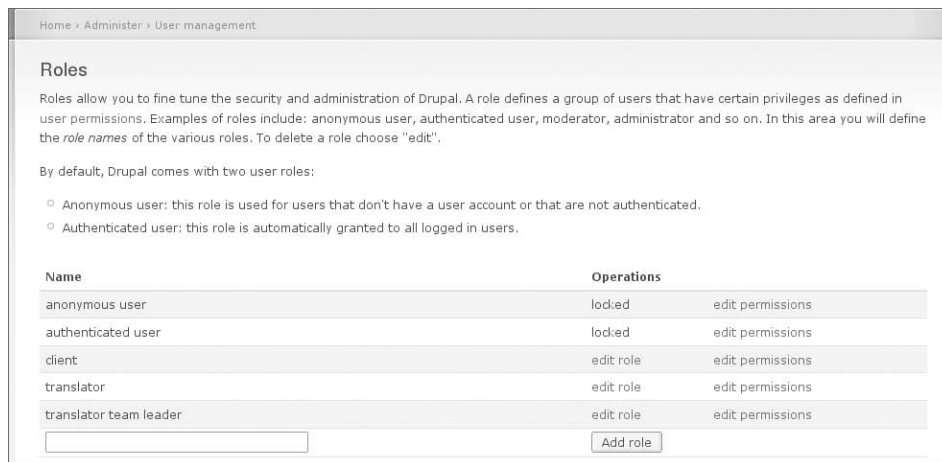 Home › Administer › User management
Roles
Roles allow you to fine tune the security and administration of Drupal. A role defines a group of users that have certain privileges as defined in
user permissions. Examples of roles include: anonymous user, authenticated user, moderator, administrator and so on. In this area you will define
the role names of the various roles. To delete a role choose "edit".
By default, Drupal comes with two user roles:
Anonymous user: this role is used for users that don't have a user account or that are not authenticated.
Authenticated user: this role is automatically granted to all logged in users.
Name Operations
anonymous user locked edit permissions
authenticated user locked edit permissions
client edit role edit permissions
translator edit role edit permissions
translator team leader edit role edit permissions
Add role